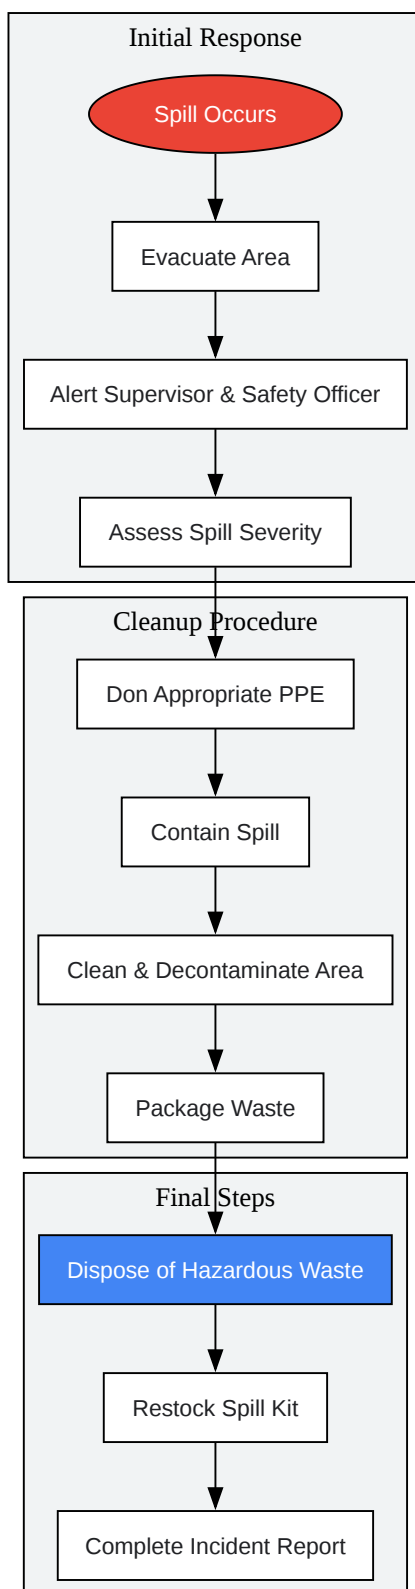 Initial Response
Spill Occurs
Evacuate Area
Alert Supervisor & Safety Officer
Assess Spill Severity
Cleanup Procedure
Don Appropriate PPE
Contain Spill
Clean & Decontaminate Area
Package Waste
Final Steps
Dispose of Hazardous Waste
Restock Spill Kit
Complete Incident Report